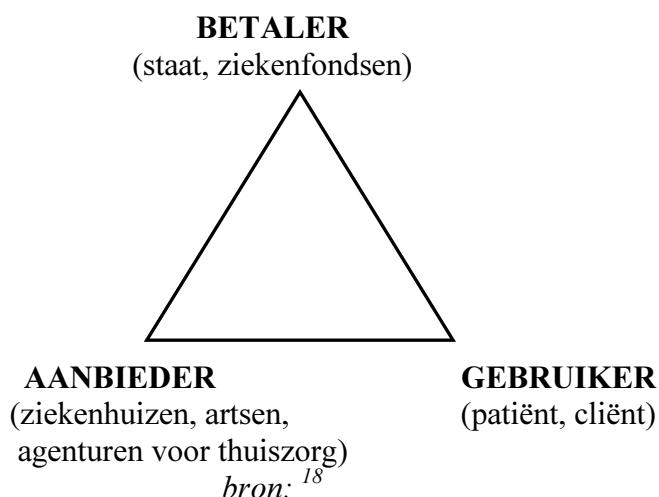 BETALER
(staat, ziekenfondsen)
AANBIEDER
(ziekenhuizen, artsen,
agenturen voor thuiszorg)
bron: 18
GEBRUIKER
(patiënt, cliënt)